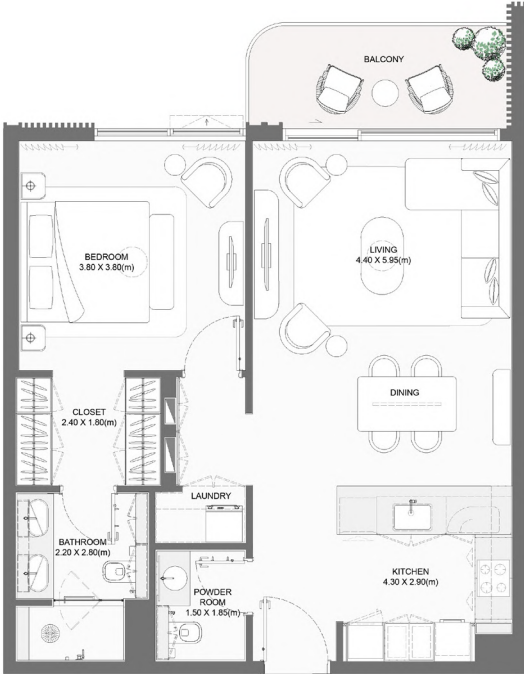 BALCONY
BEDROOM
3.80 X 3.80(m)
LIVING
4.40 X 5.95(m)
DINING
CLOSET
2.40 X 1.80(m)
LAUNDRY
BATHROOM
2.20 X 2.80(m)
KITCHEN
4.30 X 2.90(m)
POWDER
ROOM
1.50 X 1.85(m)